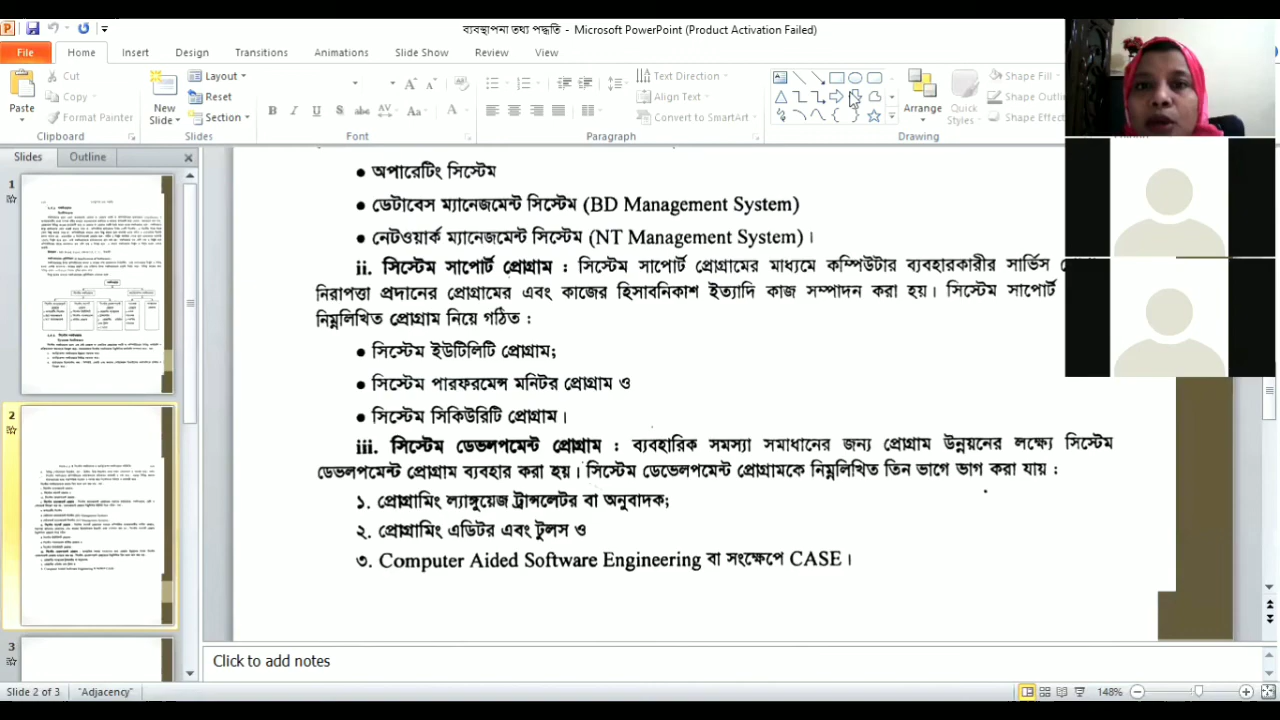 ব্যবস্থাপনা তথ্য পদ্ধতি - Microsoft PowerPoint (Product Activation Failed)
File Home Insert Design Transitions Animations Slide Show Review View
Paste
Cut
Copy
Format Painter
Clipboard
New Slide
Layout
Reset
Section
Slides
Font
Text Direction
Align Text
Convert to SmartArt
Paragraph
Arrange
Quick Styles
Shape Fill
Shape
Shape Effects
Drawing
Slides Outline
1
2
3
• অপারেটিং সিস্টেম
• ডেটাবেস ম্যানেজমেন্ট সিস্টেম (BD Management System)
• নেটওয়ার্ক ম্যানেজমেন্ট সিস্টেম (NT Management System)
ii. সিস্টেম সাপোর্ট প্রোগ্রাম : সিস্টেম সাপোর্ট প্রোগ্রামের মাধ্যমে কম্পিউটার ব্যবহারকারীর সার্ভিস
নিরাপত্তা প্রদানের প্রোগ্রামের এবং কাজের হিসাবনিকাশ ইত্যাদি কাজ সম্পাদন করা হয়। সিস্টেম সাপোর্ট
নিম্নলিখিত প্রোগ্রাম নিয়ে গঠিত :
• সিস্টেম ইউটিলিটি প্রোগ্রাম;
• সিস্টেম পারফরমেন্স মনিটর প্রোগ্রাম ও
• সিস্টেম সিকিউরিটি প্রোগ্রাম।
iii. সিস্টেম ডেভলপমেন্ট প্রোগ্রাম : ব্যবহারিক সমস্যা সমাধানের জন্য প্রোগ্রাম উন্নয়নের লক্ষ্যে সিস্টেম
ডেভলপমেন্ট প্রোগ্রাম ব্যবহার করা হয়। সিস্টেম ডেভেলপমেন্ট প্রোগ্রামকে নিম্নলিখিত তিন ভাগে ভাগ করা যায় :
১. প্রোগ্রামিং ল্যাংগুয়েজ ট্রান্সলেটর বা অনুবাদক;
২. প্রোগ্রামিং এডিটর এবং টুলস ও
৩. Computer Aided Software Engineering বা সংক্ষেপে CASE।
Click to add notes
Slide 2 of 3 "Adjacency" 148%